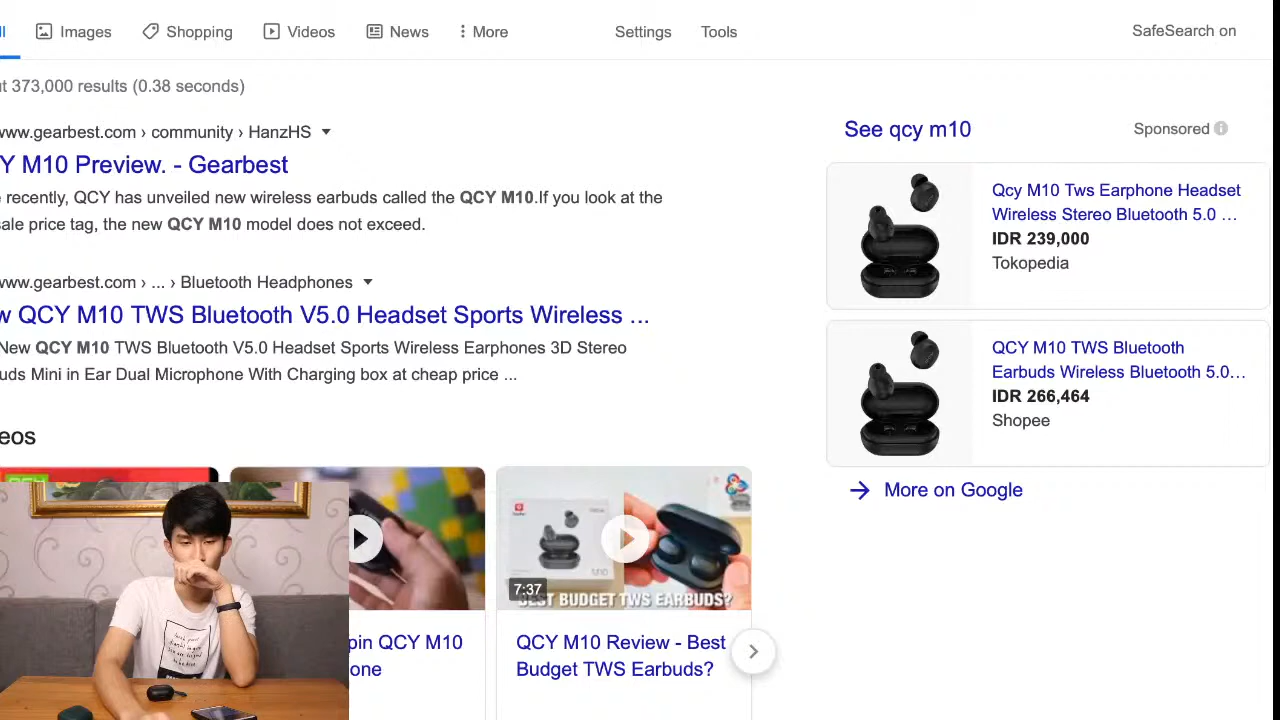 Images
Shopping
Videos
News
More
Settings
Tools
SafeSearch on
373,000 results (0.38 seconds)
www.gearbest.com › community › HanzHS
M10 Preview. - Gearbest
recently, QCY has unveiled new wireless earbuds called the QCY M10.If you look at the
price tag, the new QCY M10 model does not exceed.
www.gearbest.com › ... › Bluetooth Headphones
QCY M10 TWS Bluetooth V5.0 Headset Sports Wireless ...
New QCY M10 TWS Bluetooth V5.0 Headset Sports Wireless Earphones 3D Stereo
Mini in Ear Dual Microphone With Charging box at cheap price ...
7:37
BEST BUDGET TWS EARBUDS?
QCY M10
QCY M10 Review - Best
Budget TWS Earbuds?
See qcy m10
Sponsored
Qcy M10 Tws Earphone Headset
Wireless Stereo Bluetooth 5.0 ...
IDR 239,000
Tokopedia
QCY M10 TWS Bluetooth
Earbuds Wireless Bluetooth 5.0...
IDR 266,464
Shopee
More on Google